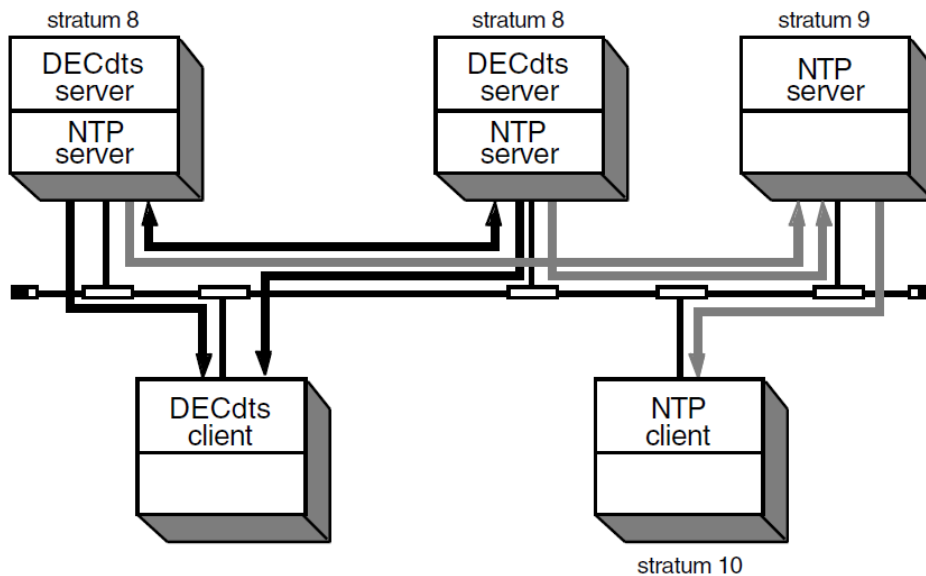 stratum 8
stratum 8
stratum 9
DECdts
server
NTP
server
DECdts
server
NTP
server
NTP
server
DECdts
client
NTP
client
stratum 10